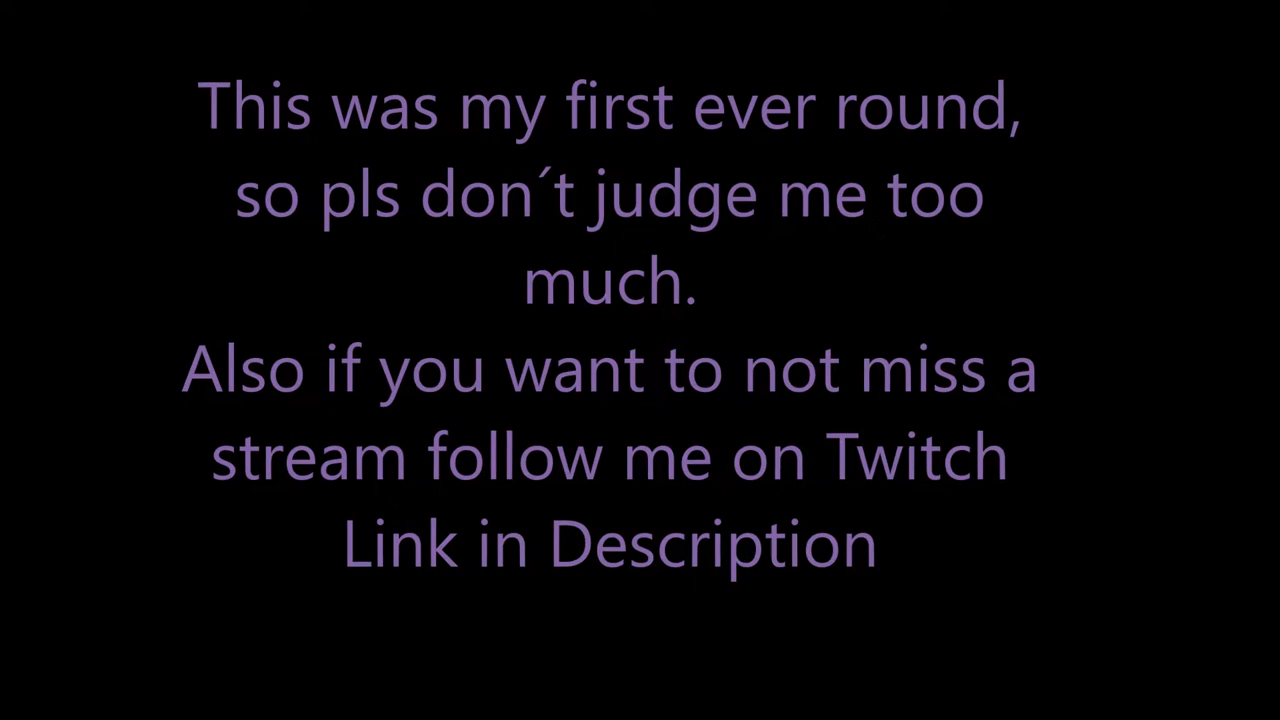 This was my first ever round,
so pls don´t judge me too
much.
Also if you want to not miss a
stream follow me on Twitch
Link in Description